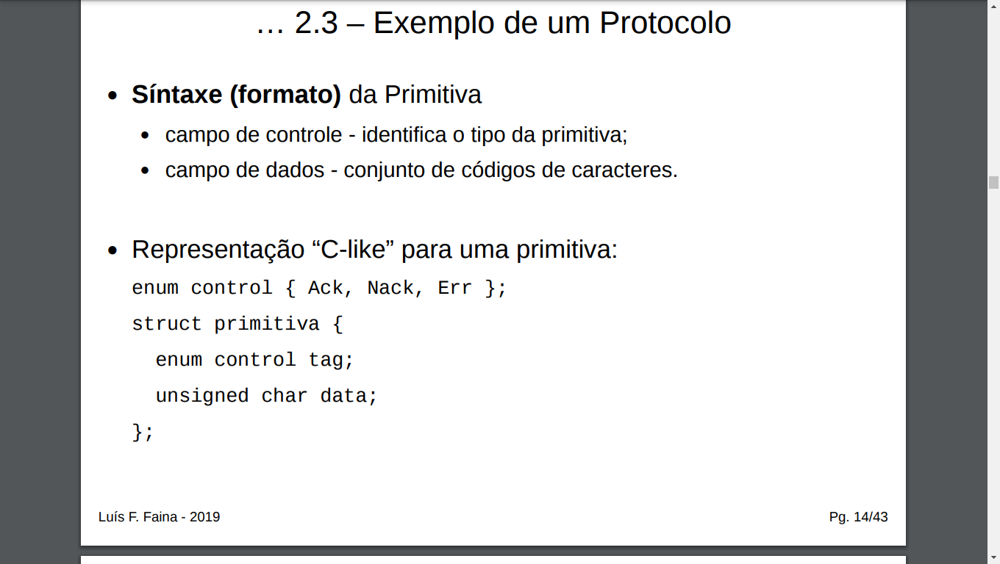 … 2.3 – Exemplo de um Protocolo
• Síntaxe (formato) da Primitiva
• campo de controle - identifica o tipo da primitiva;
• campo de dados - conjunto de códigos de caracteres.
• Representação “C-like” para uma primitiva:
enum control { Ack, Nack, Err };
struct primitiva {
enum control tag;
unsigned char data;
};
Luís F. Faina - 2019
Pg. 14/43